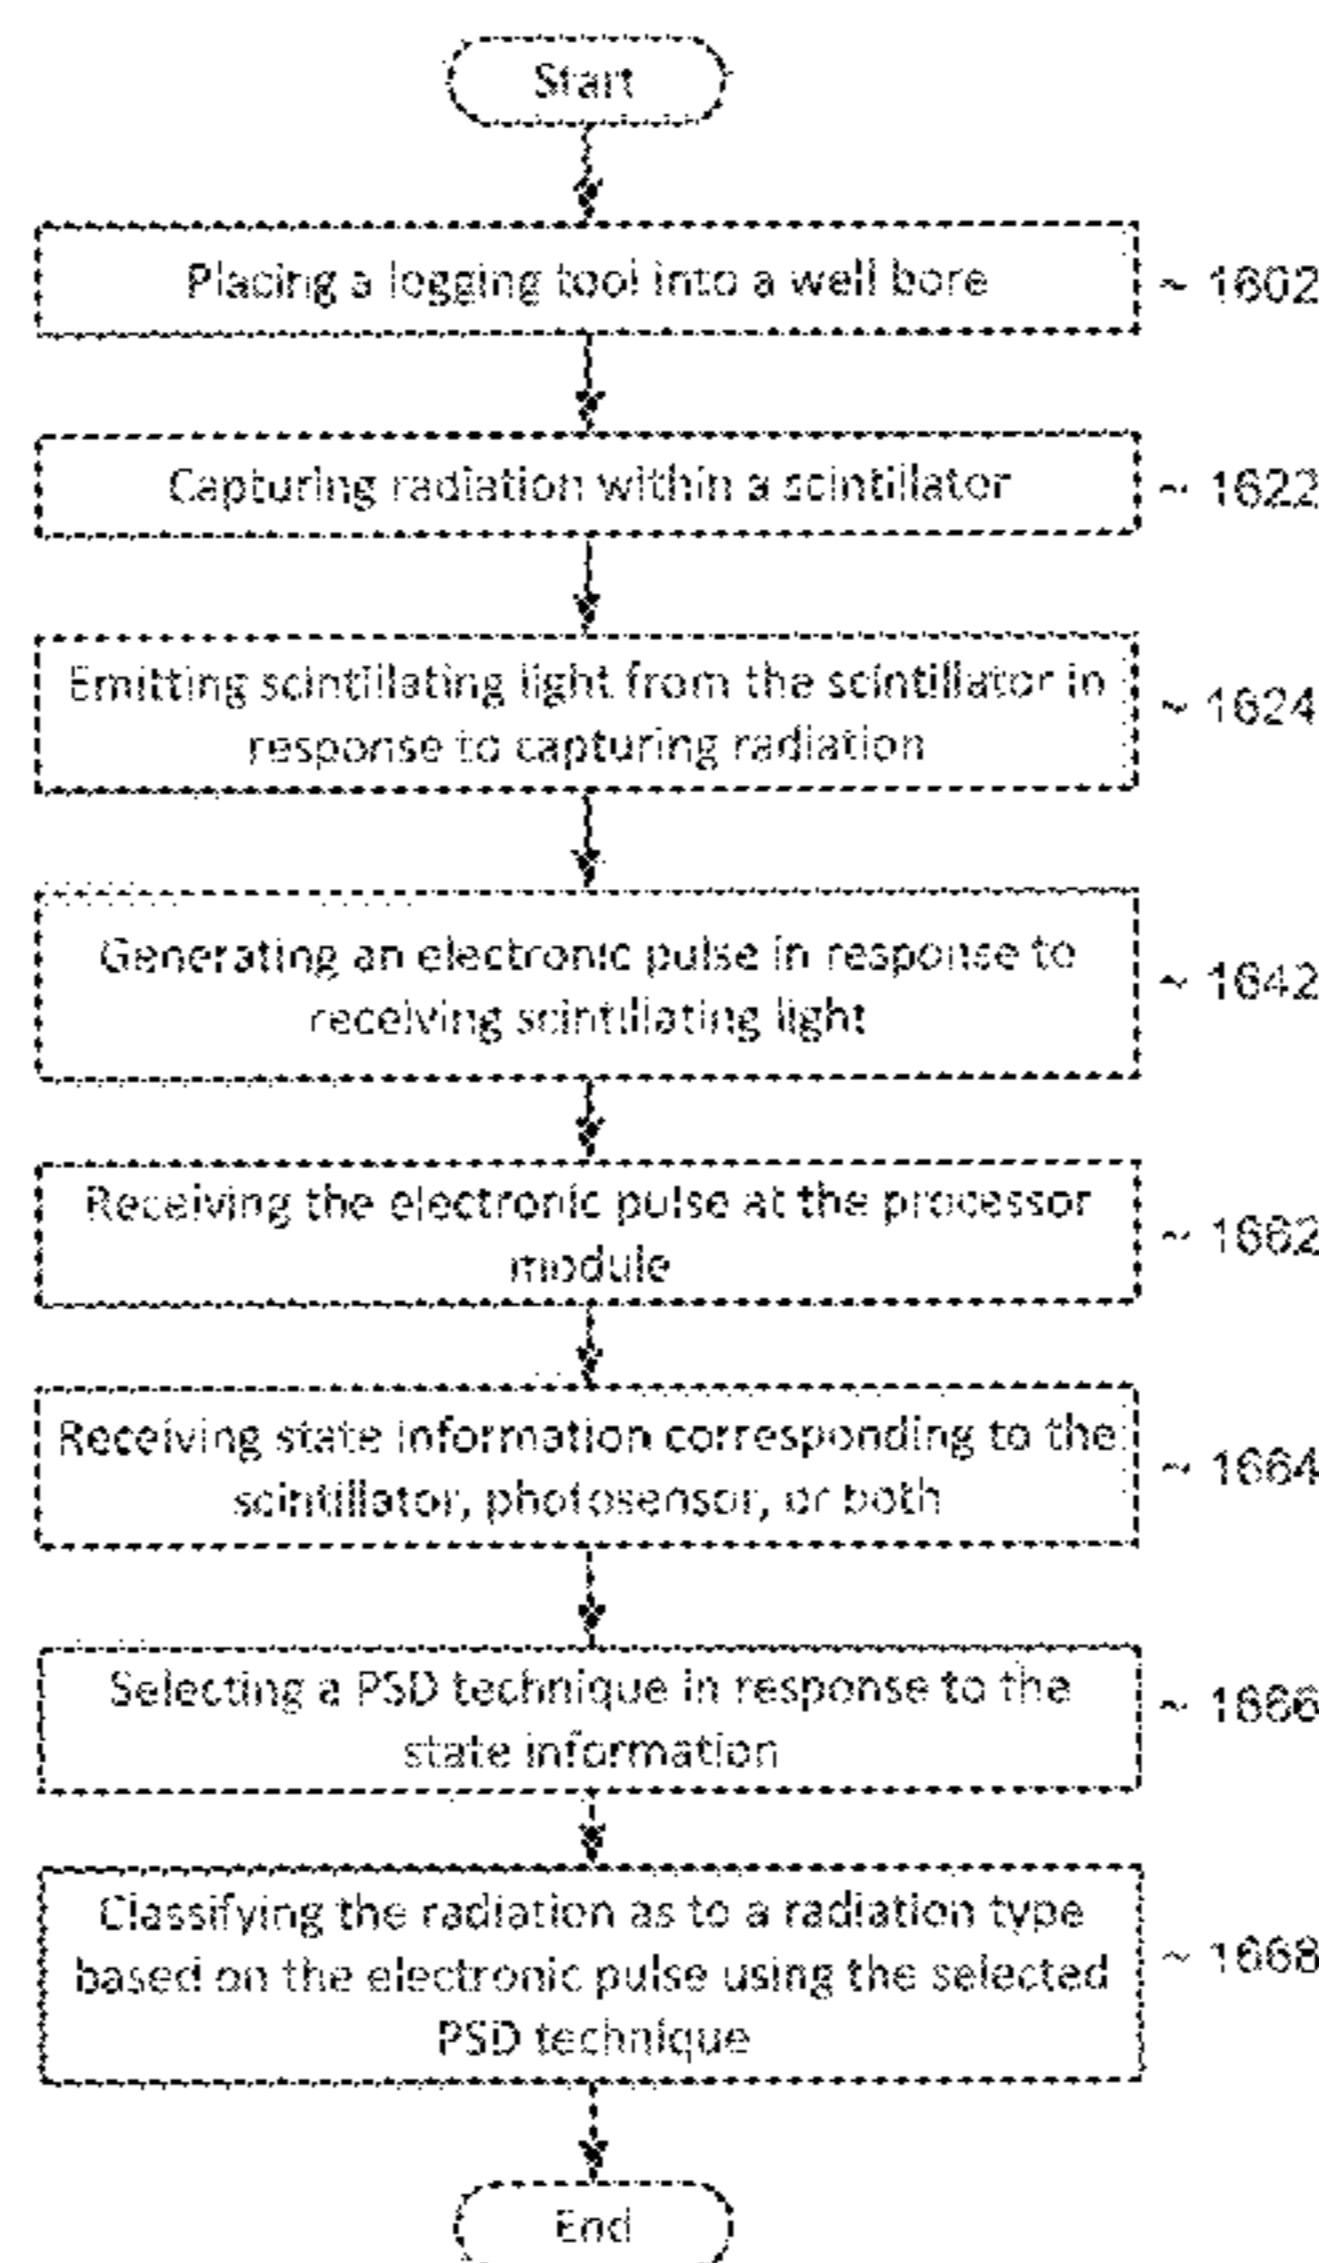 Start
Placing a logging tool into a well bore
~ 1602
Capturing radiation within a scintillator
~ 1622
Emitting scintillating light from the scintillator in
response to capturing radiation
~ 1624
Generating an electronic pulse in response to
receiving scintillating light
~ 1642
Receiving the electronic pulse at the processor
module
~ 1662
Receiving state information corresponding to the
scintillator, photosensor, or both
~ 1664
Selecting a PSD technique in response to the
state information
~ 1666
Classifying the radiation as to a radiation type
based on the electronic pulse using the selected
PSD technique
~ 1668
End